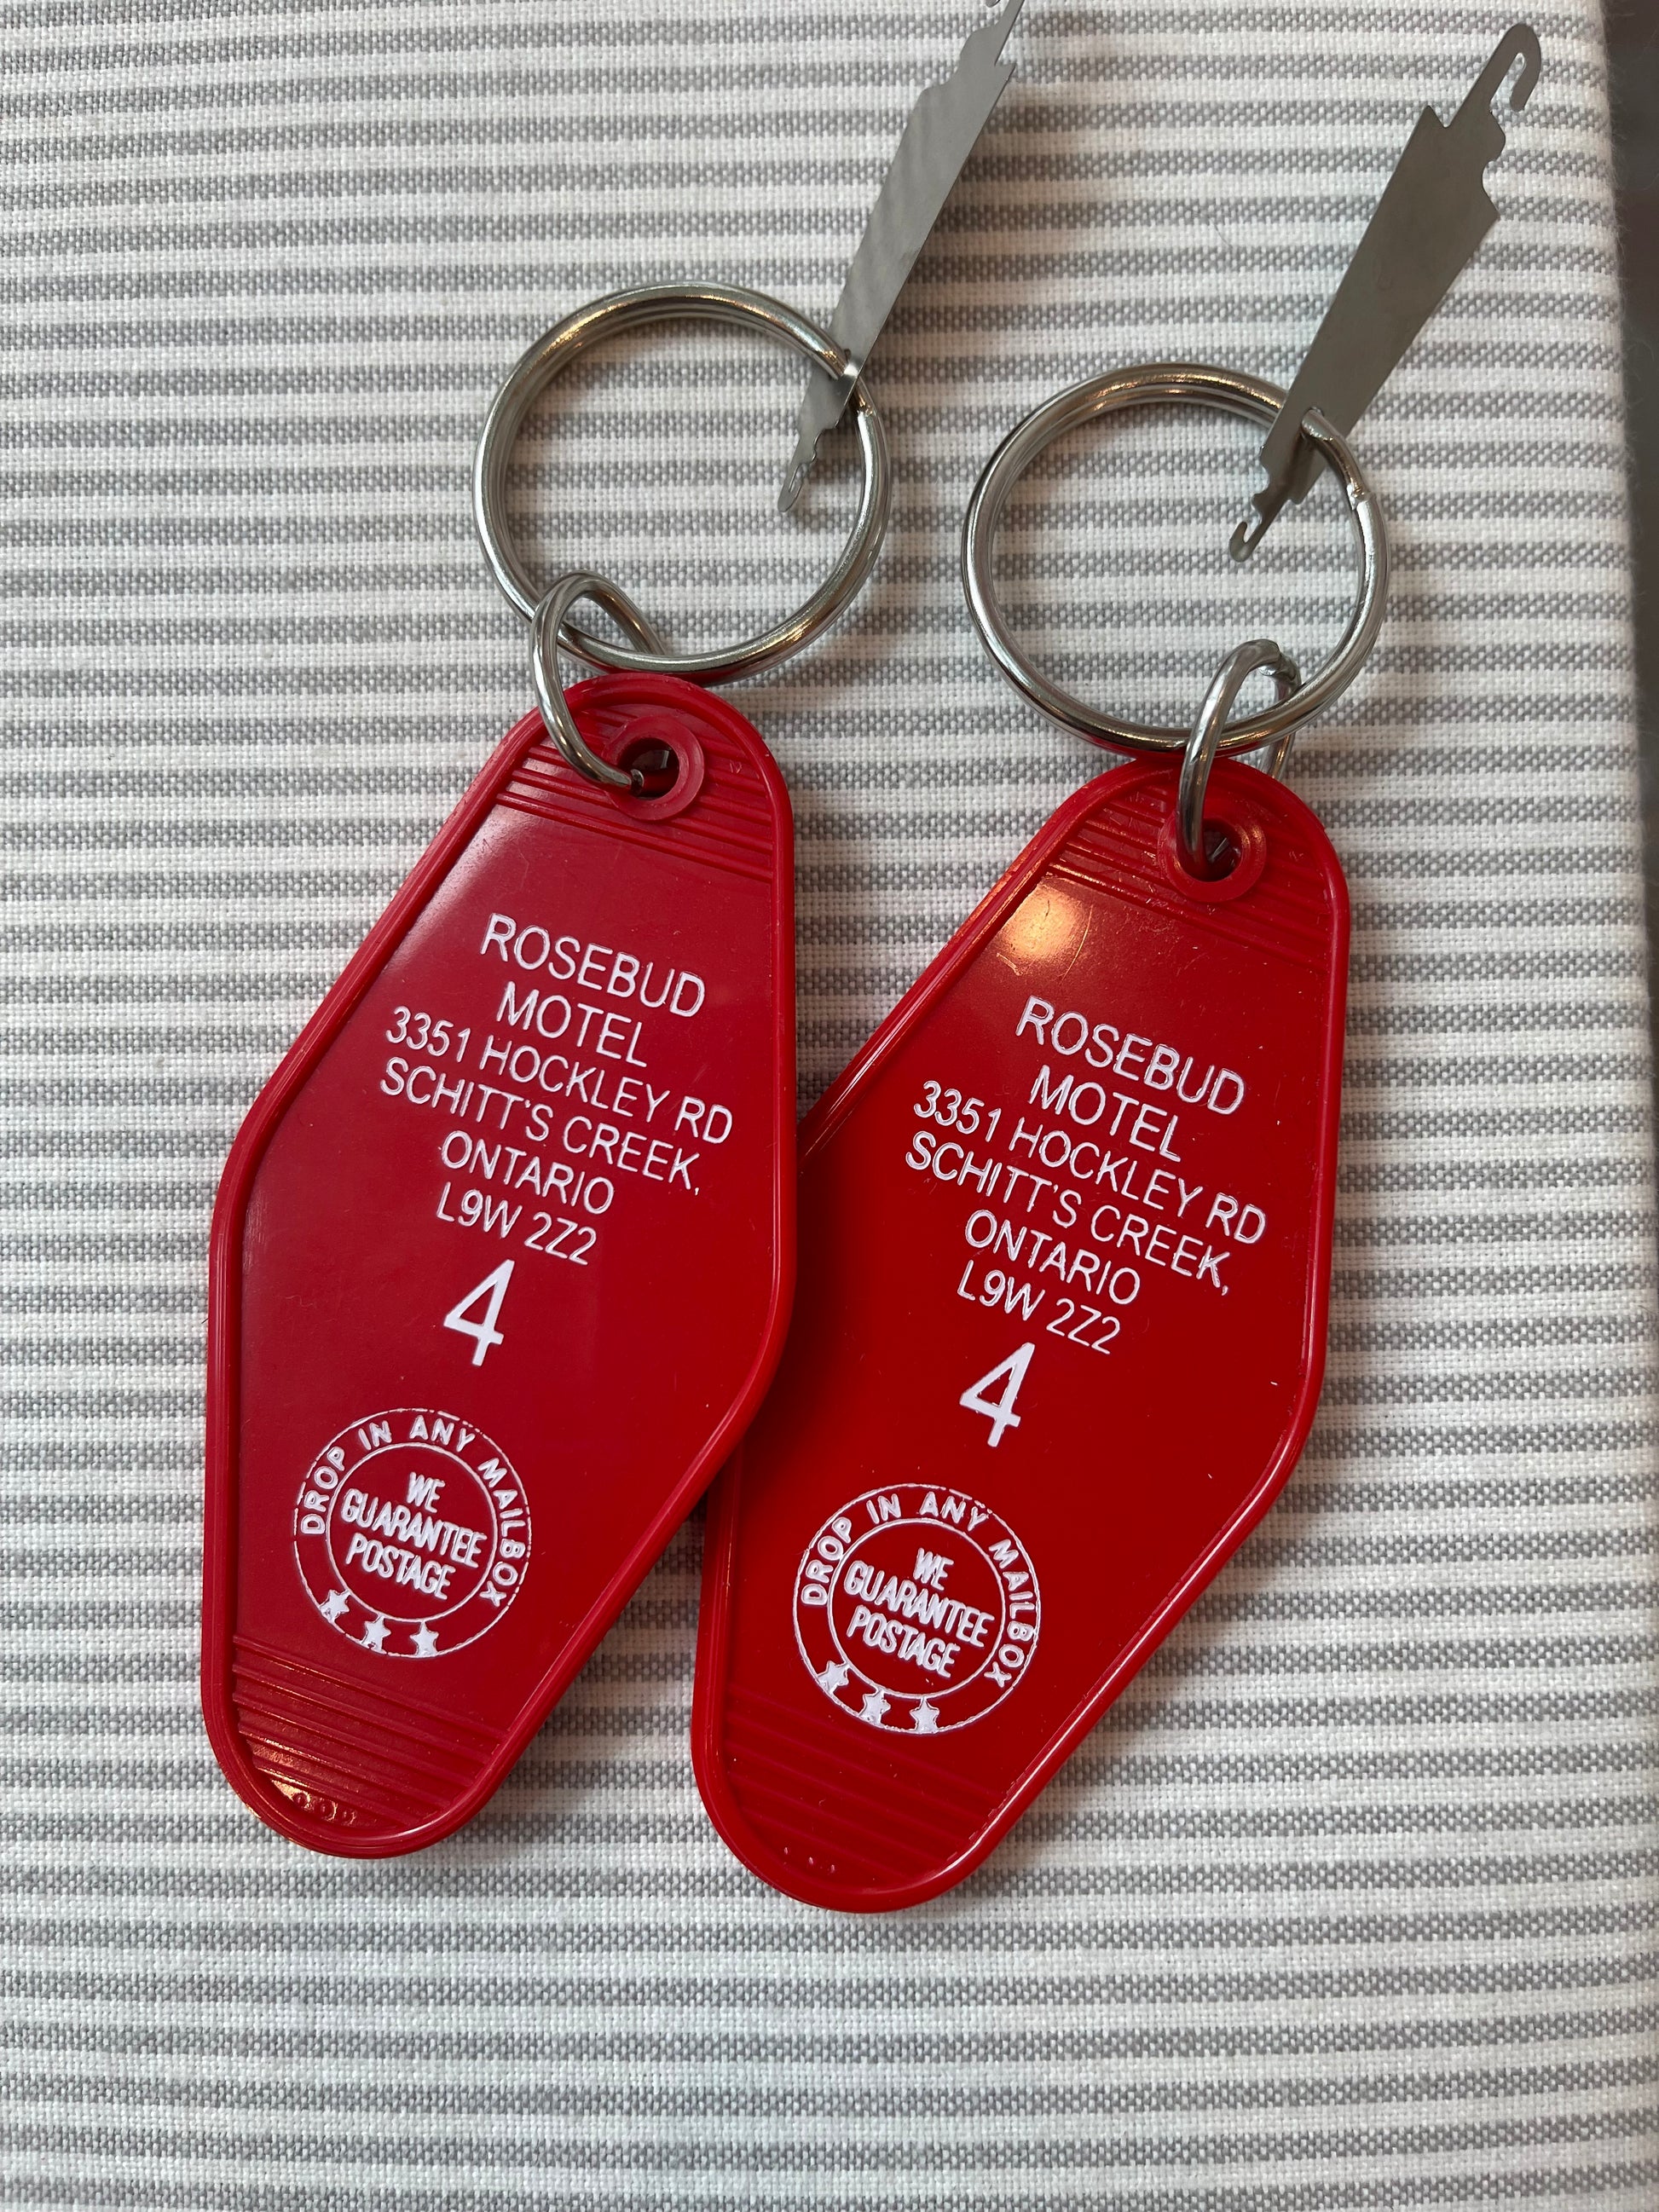 ROSEBUD
MOTEL
3351 HOCKLEY RD
SCHITT'S CREEK,
ONTARIO
L9W 2Z2
4
DROP IN ANY MAILBOX
WE
GUARANTEE
POSTAGE
ROSEBUD
MOTEL
3351 HOCKLEY RD
SCHITT'S CREEK,
ONTARIO
L9W 2Z2
4
DROP IN ANY MAILBOX
WE
GUARANTEE
POSTAGE